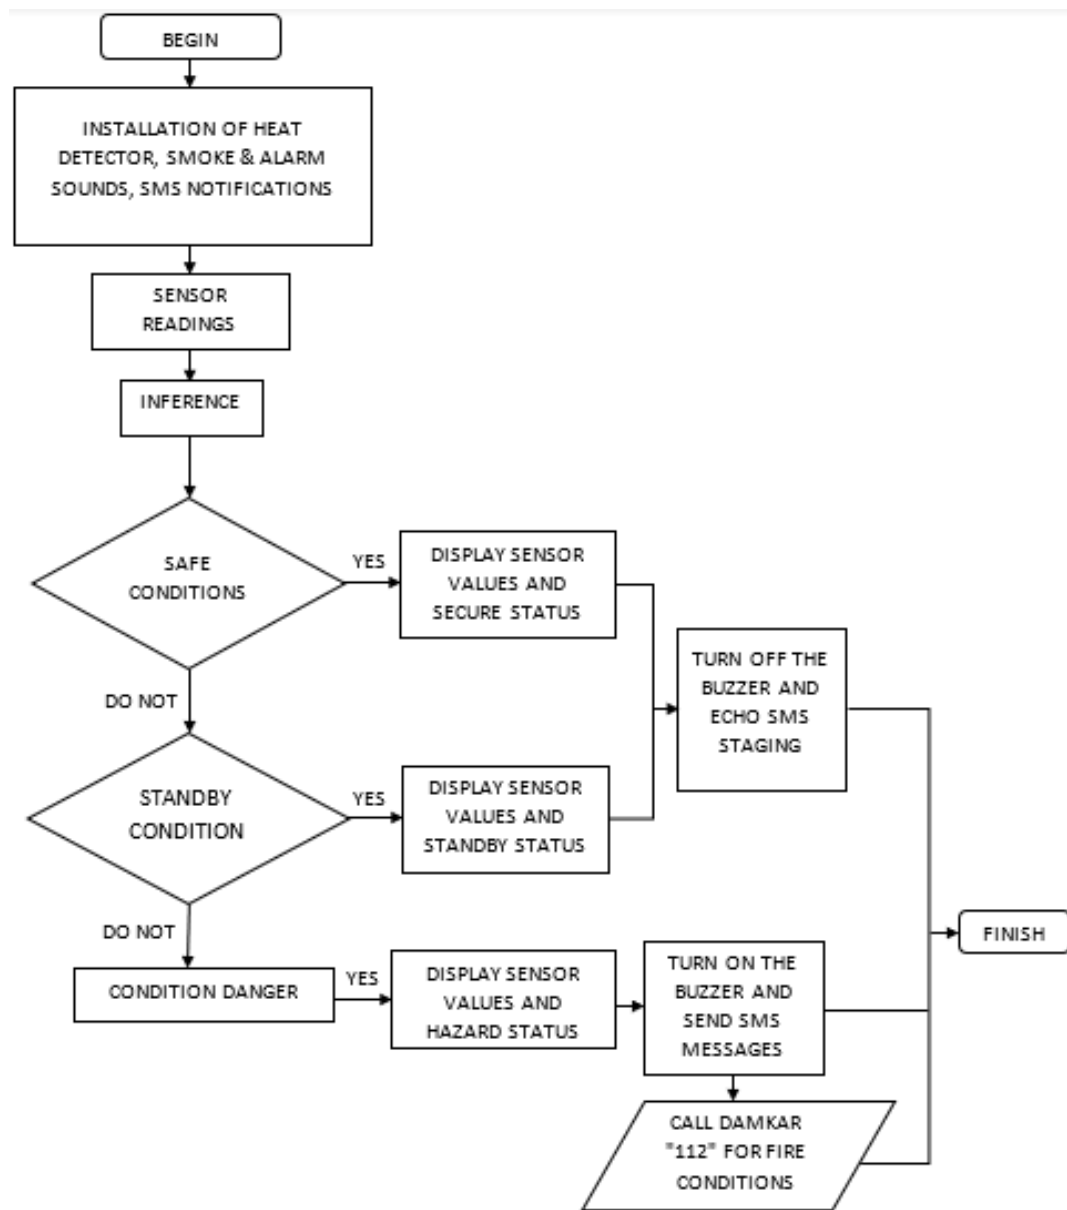 BEGIN
INSTALLATION OF HEAT
DETECTOR, SMOKE & ALARM
SOUNDS, SMS NOTIFICATIONS
SENSOR
READINGS
INFERENCE
SAFE
CONDITIONS
YES
DISPLAY SENSOR
VALUES AND
SECURE STATUS
TURN OFF THE
BUZZER AND
ECHO SMS
STAGING
DO NOT
STANDBY
CONDITION
YES
DISPLAY SENSOR
VALUES AND
STANDBY STATUS
DO NOT
CONDITION DANGER
YES
DISPLAY SENSOR
VALUES AND
HAZARD STATUS
TURN ON THE
BUZZER AND
SEND SMS
MESSAGES
FINISH
CALL DAMKAR
"112" FOR FIRE
CONDITIONS